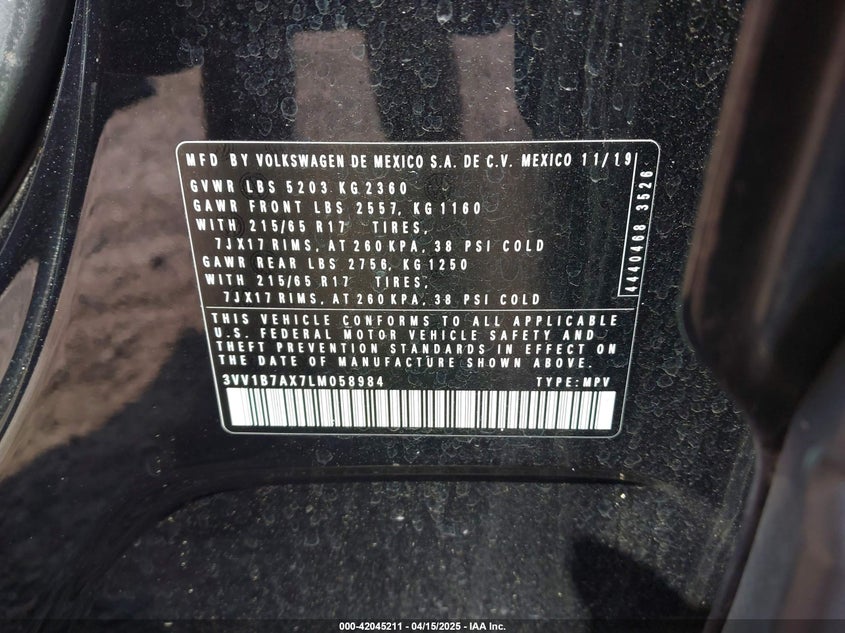 MFD BY VOLKSWAGEN DE MEXICO S.A. DE C.V. MEXICO 11/19
GVWR LBS 5203 KG 2360
GAWR FRONT LBS 2557, KG 1160
WITH 215/65 R17 TIRES,
7JX17 RIMS, AT 260 KPA, 38 PSI COLD
GAWR REAR LBS 2756, KG 1250
WITH 215/65 R17 TIRES,
7JX17 RIMS, AT 260 KPA, 38 PSI COLD
4440468 3526
THIS VEHICLE CONFORMS TO ALL APPLICABLE
U.S. FEDERAL MOTOR VEHICLE SAFETY AND
THEFT PREVENTION STANDARDS IN EFFECT ON
THE DATE OF MANUFACTURE SHOWN ABOVE.
3VV1B7AX7LM058984 TYPE: MPV
000-42045211 - 04/15/2025 - IAA Inc.